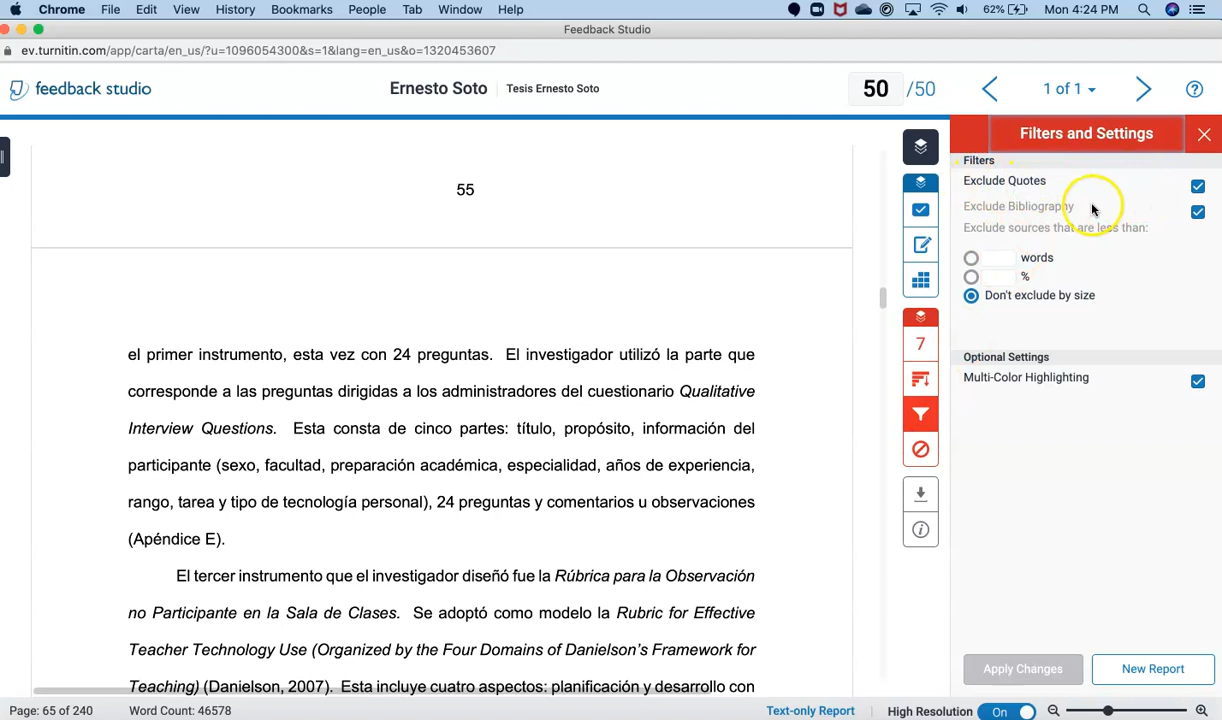 Chrome File Edit View History Bookmarks People Tab Window Help 62% Mon 4:24 PM
Feedback Studio
ev.turnitin.com/app/carta/en_us/?u=1096054300&s=1&lang=en_us&o=1320453607
feedback studio Ernesto Soto Tesis Ernesto Soto 50 /50 1 of 1 ?
Filters and Settings
Filters
Exclude Quotes
Exclude Bibliography
Exclude sources that are less than:
words
%
Don't exclude by size
Optional Settings
Multi-Color Highlighting
Apply Changes New Report
7
55
el primer instrumento, esta vez con 24 preguntas. El investigador utilizó la parte que
corresponde a las preguntas dirigidas a los administradores del cuestionario Qualitative
Interview Questions. Esta consta de cinco partes: título, propósito, información del
participante (sexo, facultad, preparación académica, especialidad, años de experiencia,
rango, tarea y tipo de tecnología personal), 24 preguntas y comentarios u observaciones
(Apéndice E).
El tercer instrumento que el investigador diseñó fue la Rúbrica para la Observación
no Participante en la Sala de Clases. Se adoptó como modelo la Rubric for Effective
Teacher Technology Use (Organized by the Four Domains of Danielson's Framework for
Teaching) (Danielson, 2007). Esta incluye cuatro aspectos: planificación y desarrollo con
Page: 65 of 240 Word Count: 46578 Text-only Report High Resolution On